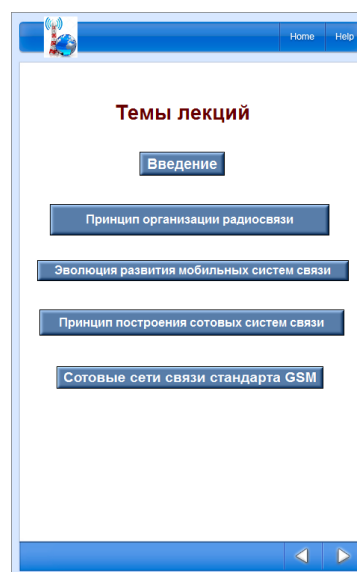 Home Help
Темы лекций
Введение
Принцип организации радиосвязи
Эволюция развития мобильных систем связи
Принцип построения сотовых систем связи
Сотовые сети связи стандарта GSM